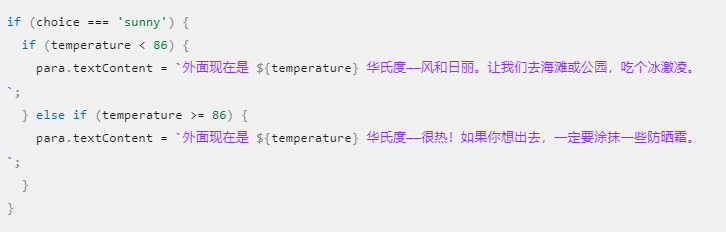 if (choice === 'sunny') {
  if (temperature < 86) {
    para.textContent = `外面现在是 ${temperature} 华氏度——风和日丽。让我们去海滩或公园，吃个冰激凌。
`;
  } else if (temperature >= 86) {
    para.textContent = `外面现在是 ${temperature} 华氏度——很热！如果你想出去，一定要涂抹一些防晒霜。
`;
  }
}